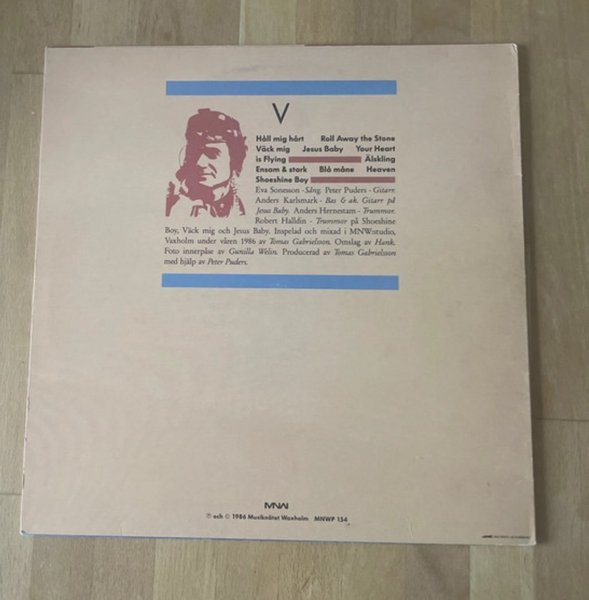 V
Håll mig hårt Roll Away the Stone
Väck mig Jesus Baby Your Heart
is Flying Älskling
Ensam & stark Blå måne Heaven
Shoeshine Boy
Eva Sonesson - Sång. Peter Puders - Gitarr.
Anders Karlsmark - Bas & ak. Gitarr på
Jesus Baby. Anders Hernestam - Trummor.
Robert Halldin - Trummor på Shoeshine
Boy, Väck mig och Jesus Baby. Inspelad och mixad i MNW:studio,
Vaxholm under våren 1986 av Tomas Gabrielsson. Omslag av Hank.
Foto innerpåse av Gunilla Welin. Producerad av Tomas Gabrielsson
med hjälp av Peter Puders.
MNW
℗ och © 1986 Musiknätet Waxholm MNWP 154